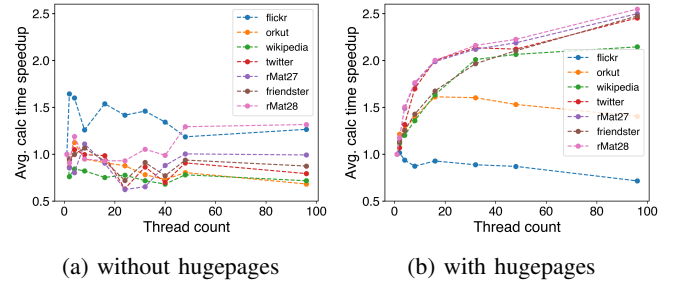 2.5
2.0
1.5
1.0
0.5
Avg. calc time speedup
0 20 40 60 80 100
Thread count
flickr
orkut
wikipedia
twitter
rMat27
friendster
rMat28
(a) without hugepages
2.5
2.0
1.5
1.0
0.5
Avg. calc time speedup
0 20 40 60 80 100
Thread count
flickr
orkut
wikipedia
twitter
rMat27
friendster
rMat28
(b) with hugepages